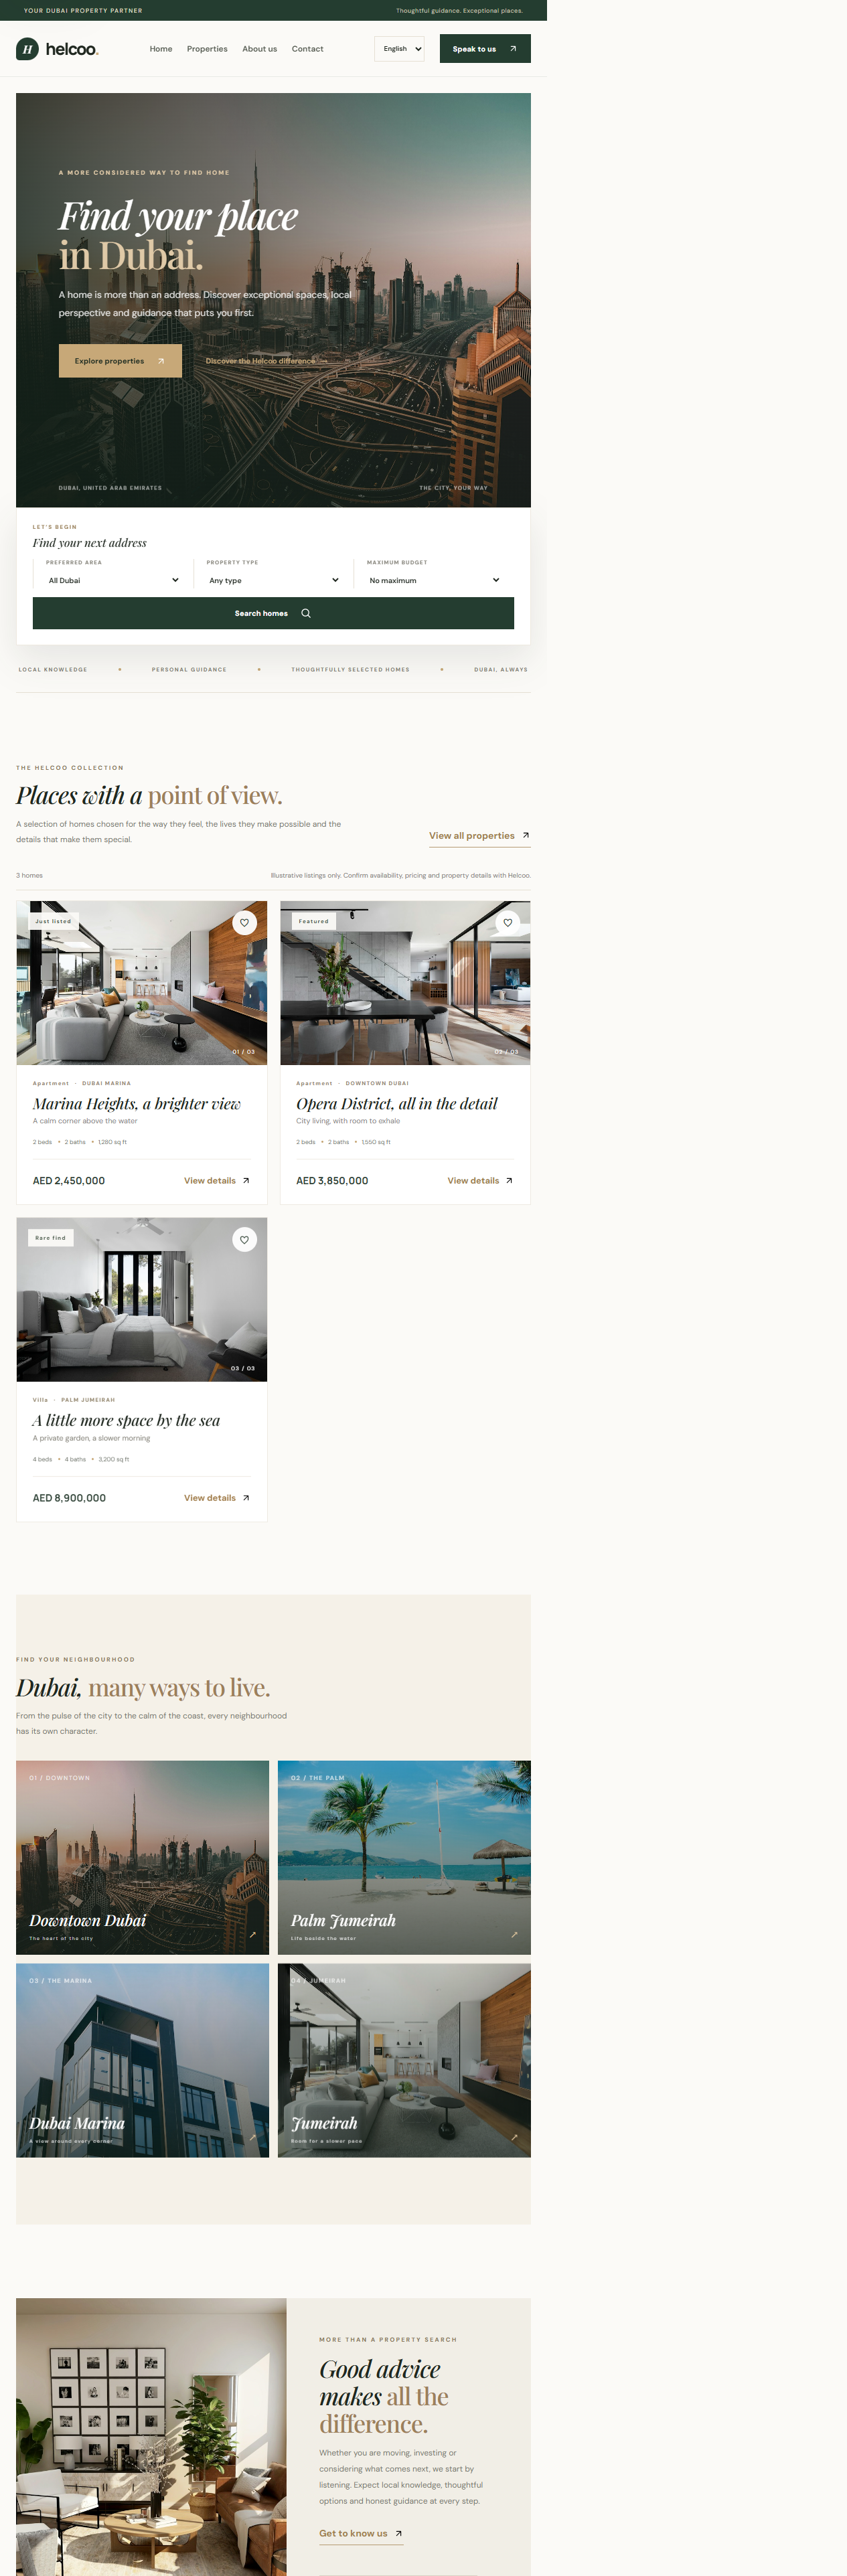 YOUR DUBAI PROPERTY PARTNER
Thoughtful guidance. Exceptional places.
H helcoo.
Home
Properties
About us
Contact
English
Speak to us
A MORE CONSIDERED WAY TO FIND HOME
Find your place
in Dubai.
A home is more than an address. Discover exceptional spaces, local
perspective and guidance that puts you first.
Explore properties
Discover the Helcoo difference →
DUBAI, UNITED ARAB EMIRATES
THE CITY, YOUR WAY
LET'S BEGIN
Find your next address
PREFERRED AREA
All Dubai
PROPERTY TYPE
Any type
MAXIMUM BUDGET
No maximum
Search homes
LOCAL KNOWLEDGE
PERSONAL GUIDANCE
THOUGHTFULLY SELECTED HOMES
DUBAI, ALWAYS
THE HELCOO COLLECTION
Places with a point of view.
A selection of homes chosen for the way they feel, the lives they make possible and the
details that make them special.
View all properties
3 homes
Illustrative listings only. Confirm availability, pricing and property details with Helcoo.
Just listed
01 / 03
Apartment · DUBAI MARINA
Marina Heights, a brighter view
A calm corner above the water
2 beds • 2 baths • 1,280 sq ft
AED 2,450,000
View details
Featured
02 / 03
Apartment · DOWNTOWN DUBAI
Opera District, all in the detail
City living, with room to exhale
2 beds • 2 baths • 1,550 sq ft
AED 3,850,000
View details
Rare find
03 / 03
Villa · PALM JUMEIRAH
A little more space by the sea
A private garden, a slower morning
4 beds • 4 baths • 3,200 sq ft
AED 8,900,000
View details
FIND YOUR NEIGHBOURHOOD
Dubai, many ways to live.
From the pulse of the city to the calm of the coast, every neighbourhood
has its own character.
01 / DOWNTOWN
Downtown Dubai
The heart of the city
02 / THE PALM
Palm Jumeirah
Life beside the water
03 / THE MARINA
Dubai Marina
A view around every corner
04 / JUMEIRAH
Jumeirah
Room for a slower pace
MORE THAN A PROPERTY SEARCH
Good advice
makes all the
difference.
Whether you are moving, investing or
considering what comes next, we start by
listening. Expect local knowledge, thoughtful
options and honest guidance at every step.
Get to know us